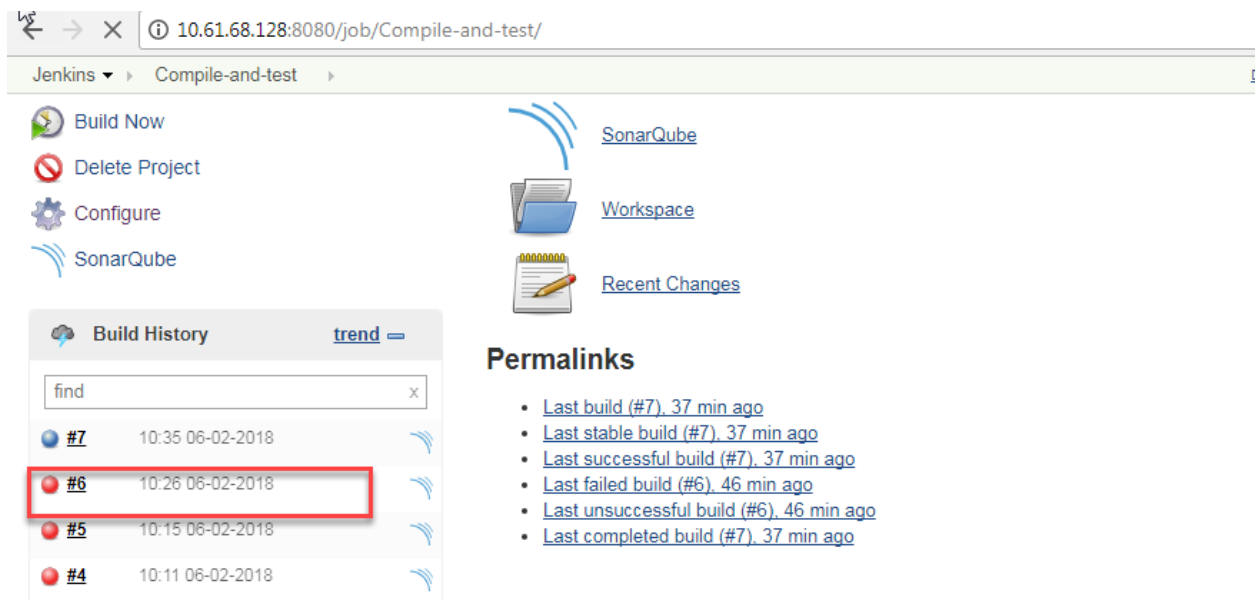 10.61.68.128:8080/job/Compile-and-test/
Jenkins Compile-and-test
Build Now
Delete Project
Configure
SonarQube
Build History trend
find x
#7 10:35 06-02-2018
#6 10:26 06-02-2018
#5 10:15 06-02-2018
#4 10:11 06-02-2018
SonarQube
Workspace
Recent Changes
Permalinks
Last build (#7), 37 min ago
Last stable build (#7), 37 min ago
Last successful build (#7), 37 min ago
Last failed build (#6), 46 min ago
Last unsuccessful build (#6), 46 min ago
Last completed build (#7), 37 min ago